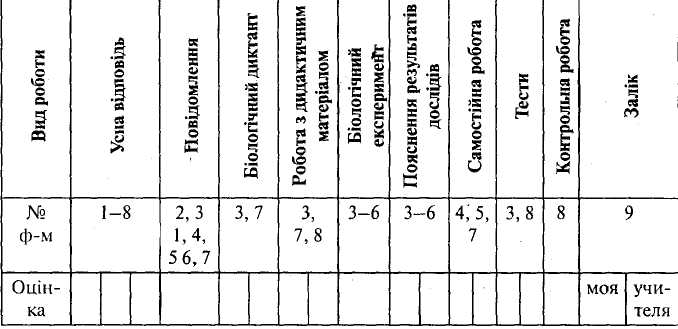 Вид роботи
Усна відповідь
Повідомлення
Біологічний диктант
Робота з дидактичним
матеріалом
Біологічний
експеримент
Пояснення результатів
дослідів
Самостійна робота
Тести
Контрольна робота
Залік
№
ф-м
1–8
2, 3
1, 4,
5 6, 7
3, 7
3,
7, 8
3–6
3–6
4, 5,
7
3, 8
8
9
Оцін-
ка
моя
учи-
теля